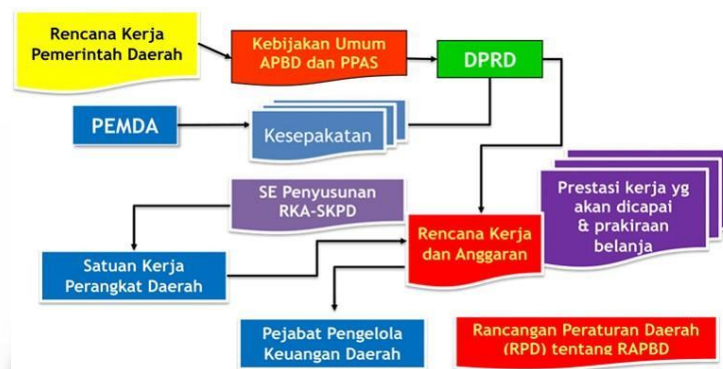 Rencana Kerja
Pemerintah Daerah
Kebijakan Umum
APBD dan PPAS
DPRD
PEMDA
Kesepakatan
SE Penyusunan
RKA-SKPD
Prestasi kerja yg
akan dicapai
& prakiraan
belanja
Rencana Kerja
dan Anggaran
Satuan Kerja
Perangkat Daerah
Pejabat Pengelola
Keuangan Daerah
Rancangan Peraturan Daerah
(RPD) tentang RAPBD